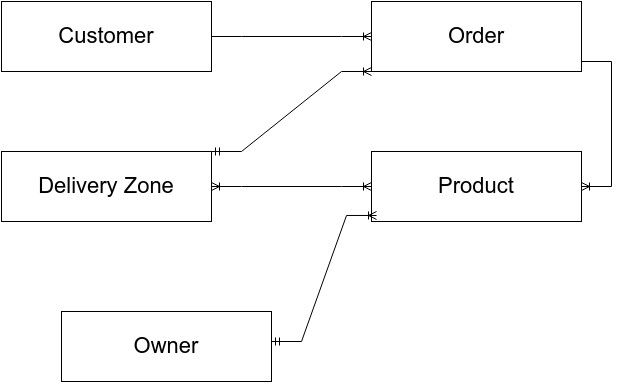 Customer
Order
Delivery Zone
Product
Owner